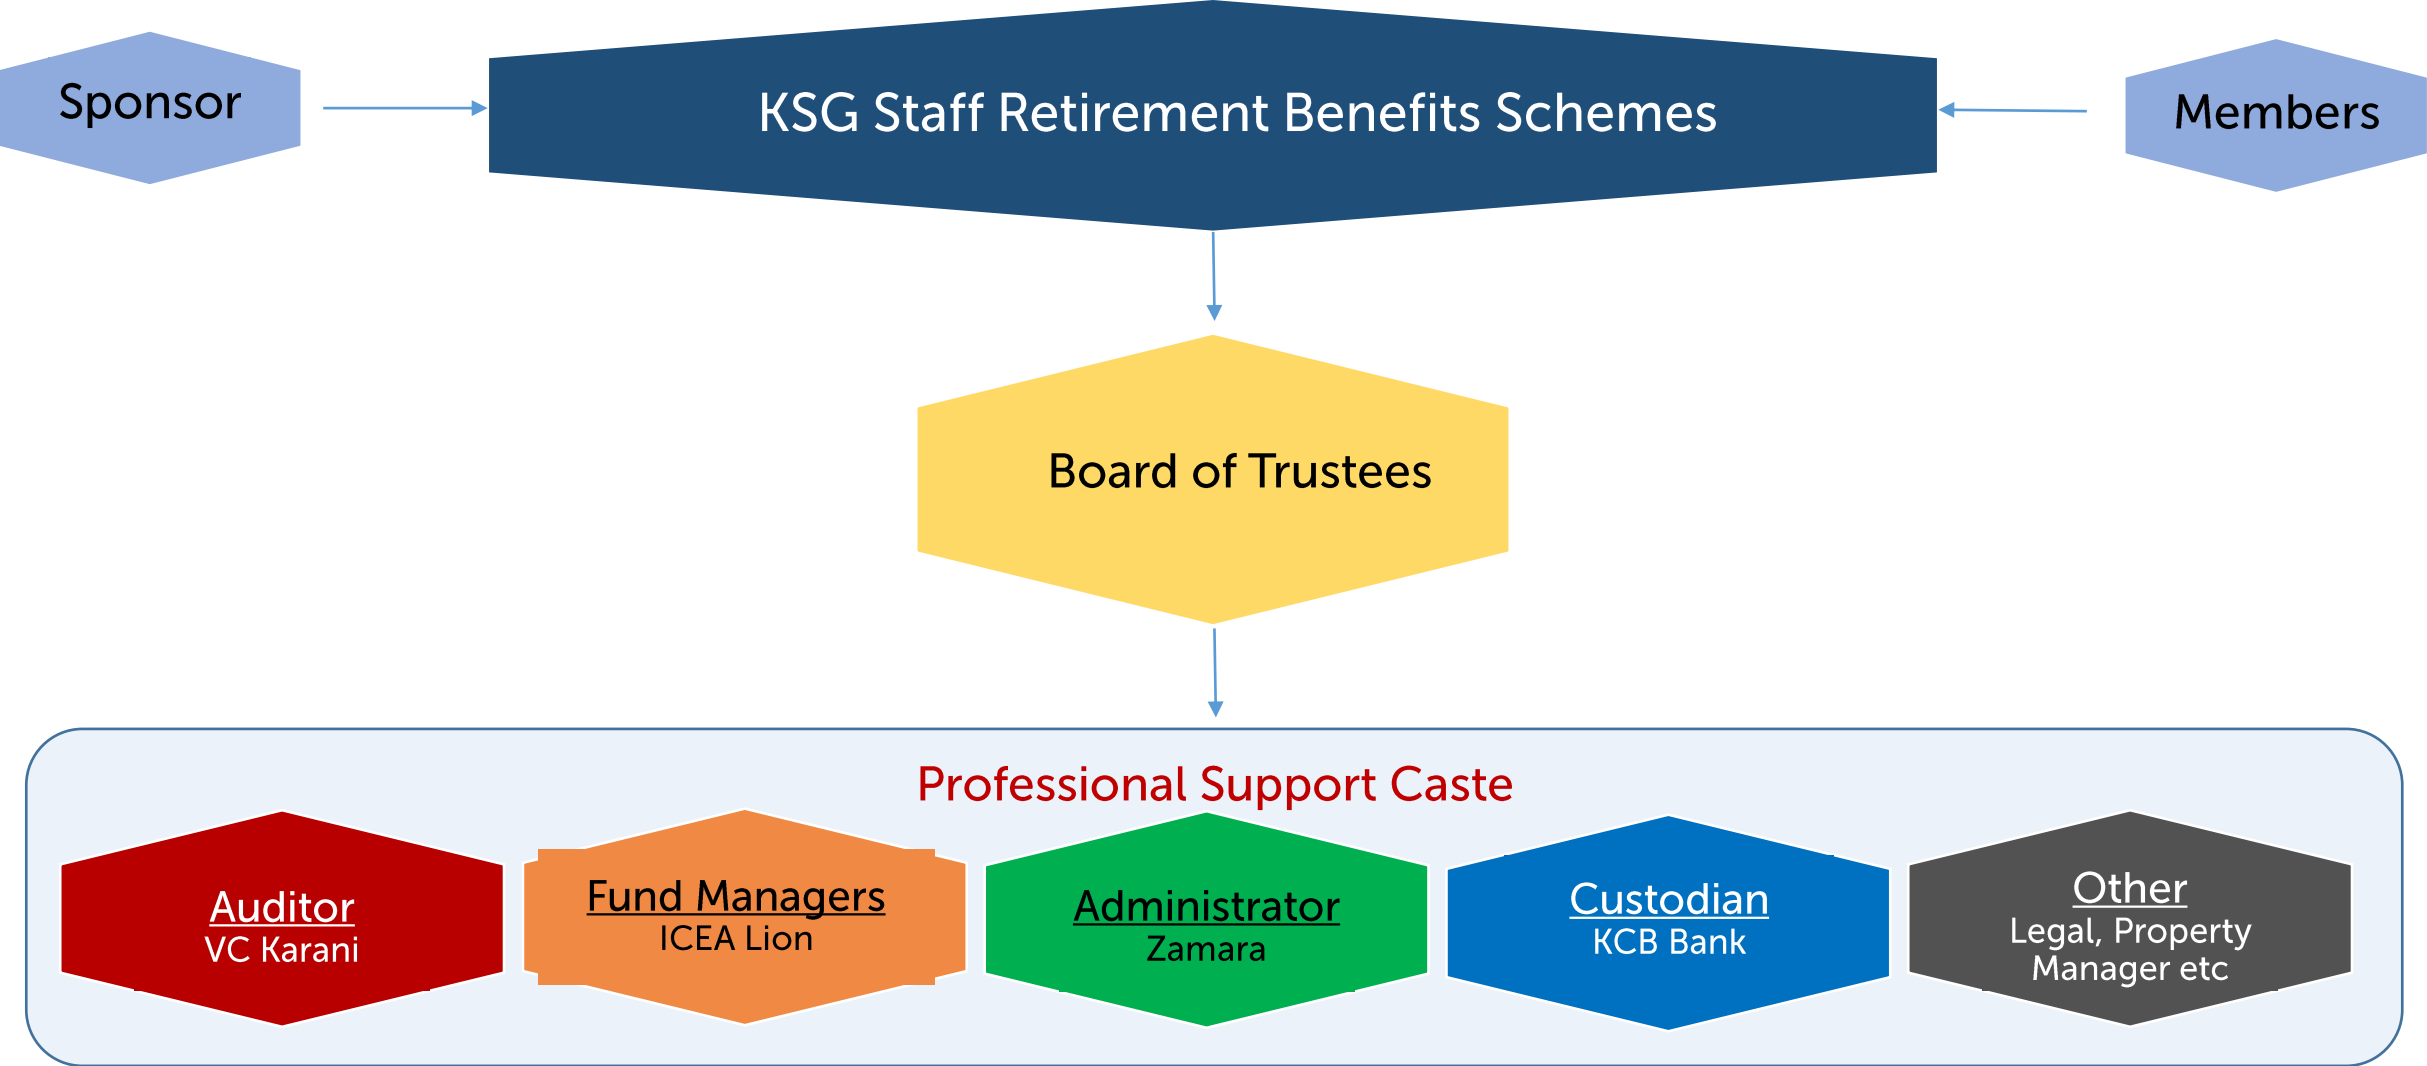 Sponsor
KSG Staff Retirement Benefits Schemes
Members
Board of Trustees
Professional Support Caste
Auditor
VC Karani
Fund Managers
ICEA Lion
Administrator
Zamara
Custodian
KCB Bank
Other
Legal, Property
Manager etc